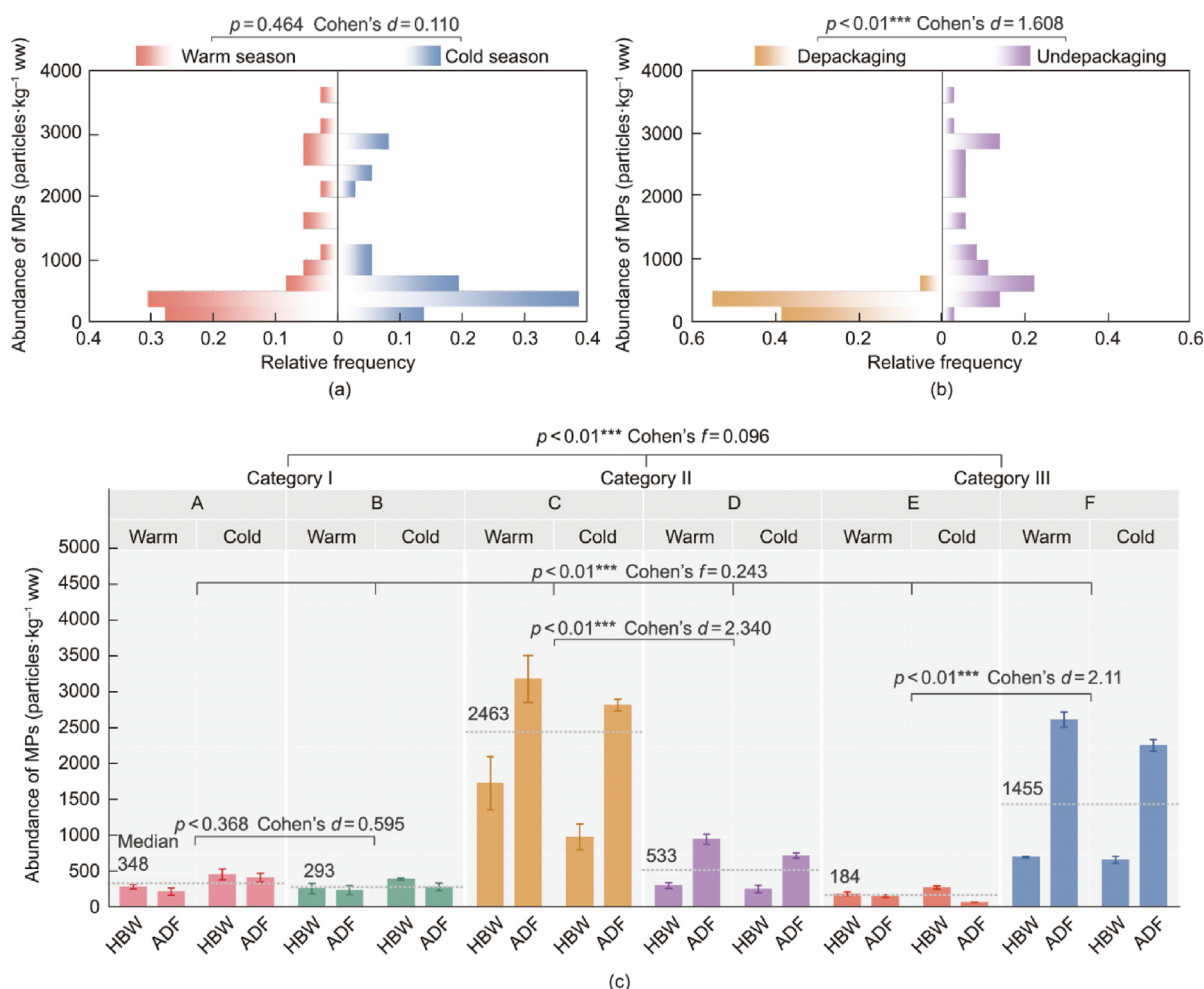 p = 0.464 Cohen's d = 0.110
Warm season Cold season
Abundance of MPs (particles·kg⁻¹ ww)
4000
3000
2000
1000
0
0.4 0.3 0.2 0.1 0 0.1 0.2 0.3 0.4
Relative frequency
(a)
p < 0.01*** Cohen's d = 1.608
Depackaging Undepackaging
Abundance of MPs (particles·kg⁻¹ ww)
4000
3000
2000
1000
0
0.6 0.4 0.2 0 0.2 0.4 0.6
Relative frequency
(b)
p < 0.01*** Cohen's f = 0.096
Category I Category II Category III
A B C D E F
Warm Cold Warm Cold Warm Cold Warm Cold Warm Cold Warm Cold
Abundance of MPs (particles·kg⁻¹ ww)
5000
4500
4000
3500
3000
2500
2000
1500
1000
500
0
p < 0.01*** Cohen's f = 0.243
p < 0.01*** Cohen's d = 2.340
p < 0.01*** Cohen's d = 2.11
2463
1455
p < 0.368 Cohen's d = 0.595
Median
348
293
533
184
HBW ADF HBW ADF HBW ADF HBW ADF HBW ADF HBW ADF HBW ADF HBW ADF HBW ADF HBW ADF HBW ADF HBW ADF
(c)